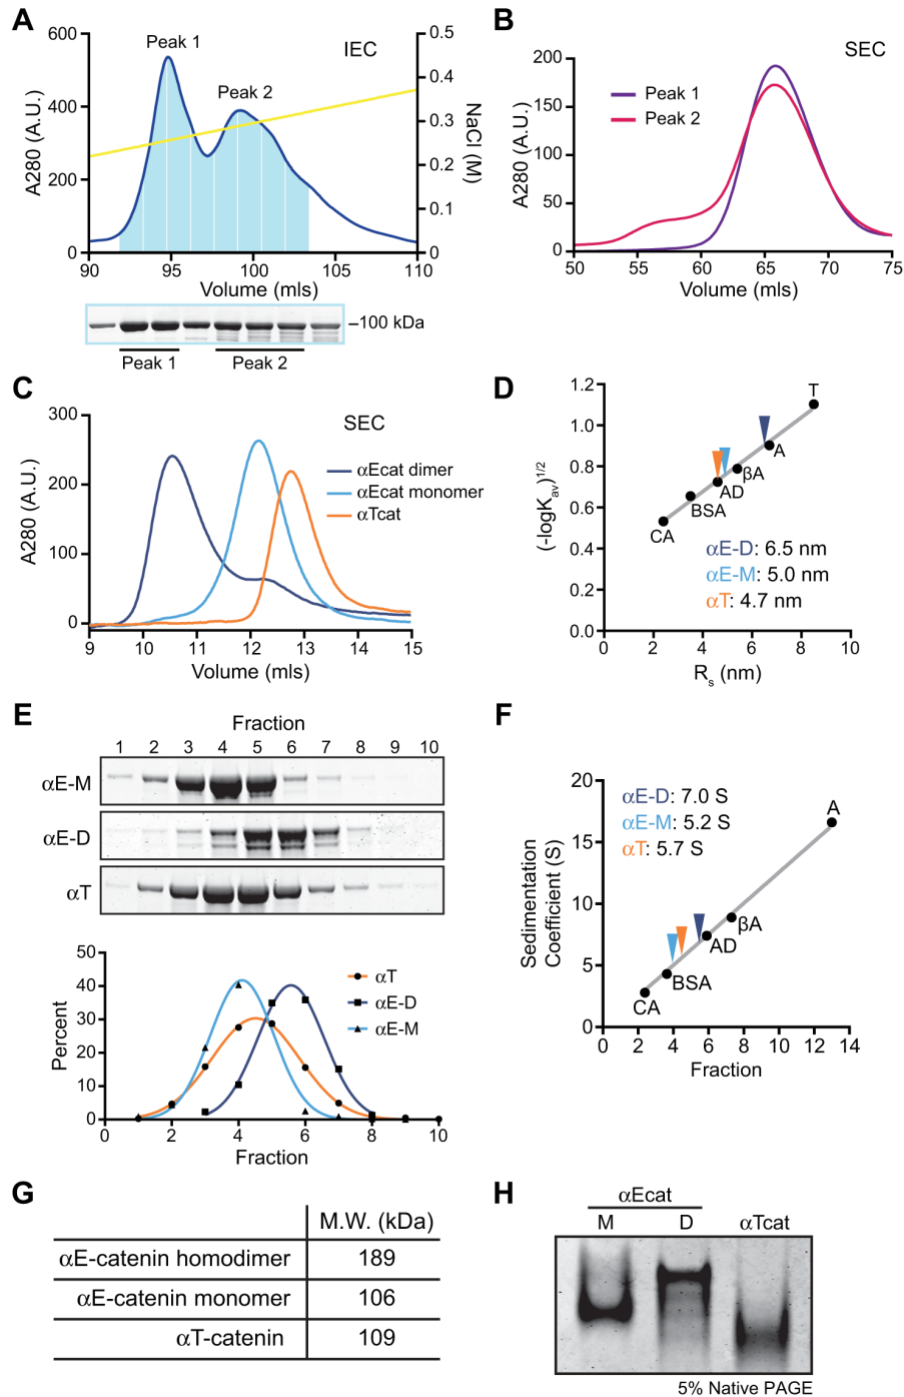 A
IEC
Peak 1
Peak 2
600
400
200
0
A280 (A.U.)
0.5
0.4
0.3
0.2
0.1
0
NaCl (M)
90 95 100 105 110
Volume (mls)
–100 kDa
Peak 1 Peak 2
B
SEC
Peak 1
Peak 2
200
150
100
50
0
A280 (A.U.)
50 55 60 65 70 75
Volume (mls)
C
SEC
αEcat dimer
αEcat monomer
αTcat
300
200
100
0
A280 (A.U.)
9 10 11 12 13 14 15
Volume (mls)
D
1.2
1.0
0.8
0.6
0.4
0.2
0.0
(-logKav)1/2
T
A
βA
AD
BSA
CA
αE-D: 6.5 nm
αE-M: 5.0 nm
αT: 4.7 nm
0 2 4 6 8 10
Rs (nm)
E
Fraction
1 2 3 4 5 6 7 8 9 10
αE-M
αE-D
αT
50
40
30
20
10
0
Percent
αT
αE-D
αE-M
0 2 4 6 8 10
Fraction
F
20
15
10
5
0
Sedimentation
Coefficient (S)
αE-D: 7.0 S
αE-M: 5.2 S
αT: 5.7 S
A
βA
AD
BSA
CA
0 2 4 6 8 10 12 14
Fraction
G
M.W. (kDa)
αE-catenin homodimer 189
αE-catenin monomer 106
αT-catenin 109
H
αEcat
M D αTcat
5% Native PAGE